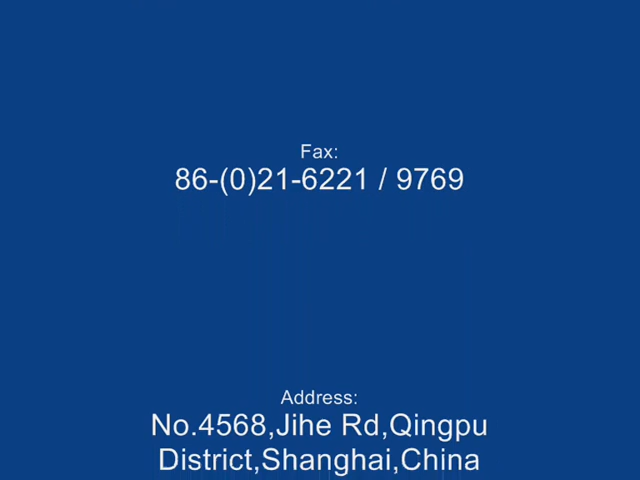 Fax:
86-(0)21-6221 / 9769
Address:
No.4568,Jihe Rd,Qingpu
District,Shanghai,China